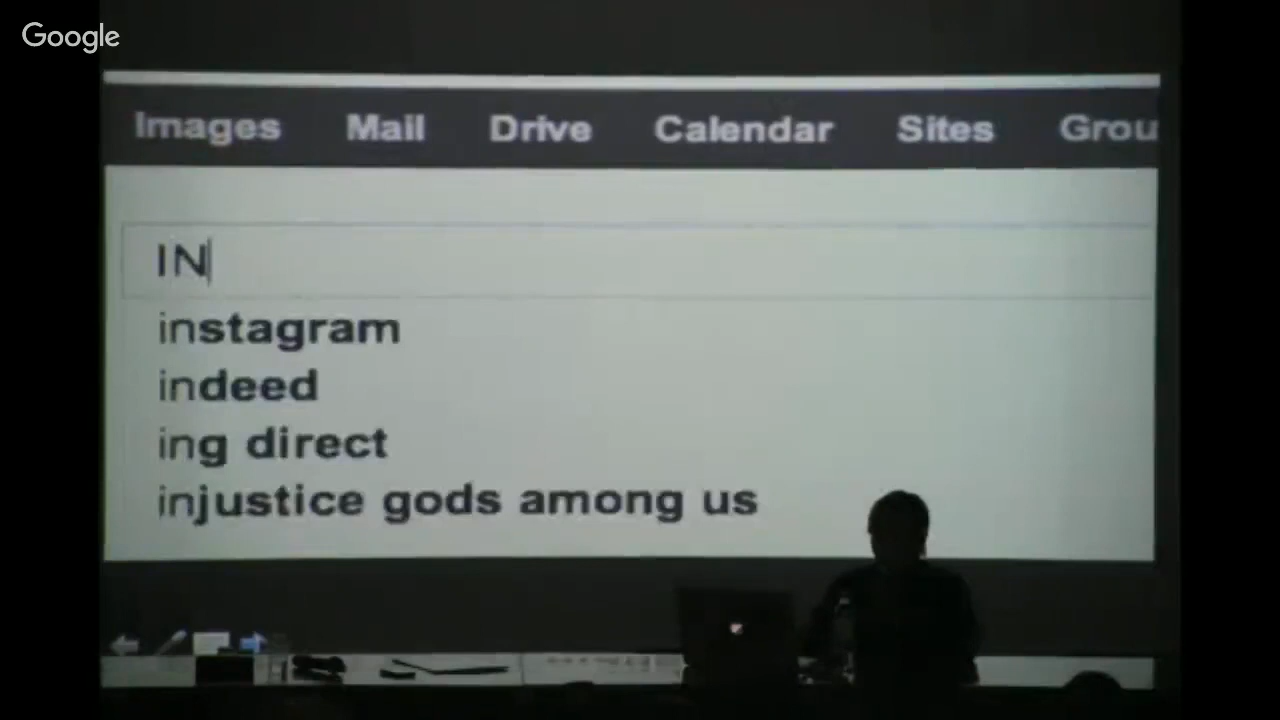 Google
Images Mail Drive Calendar Sites Grou
IN
instagram
indeed
ing direct
injustice gods among us